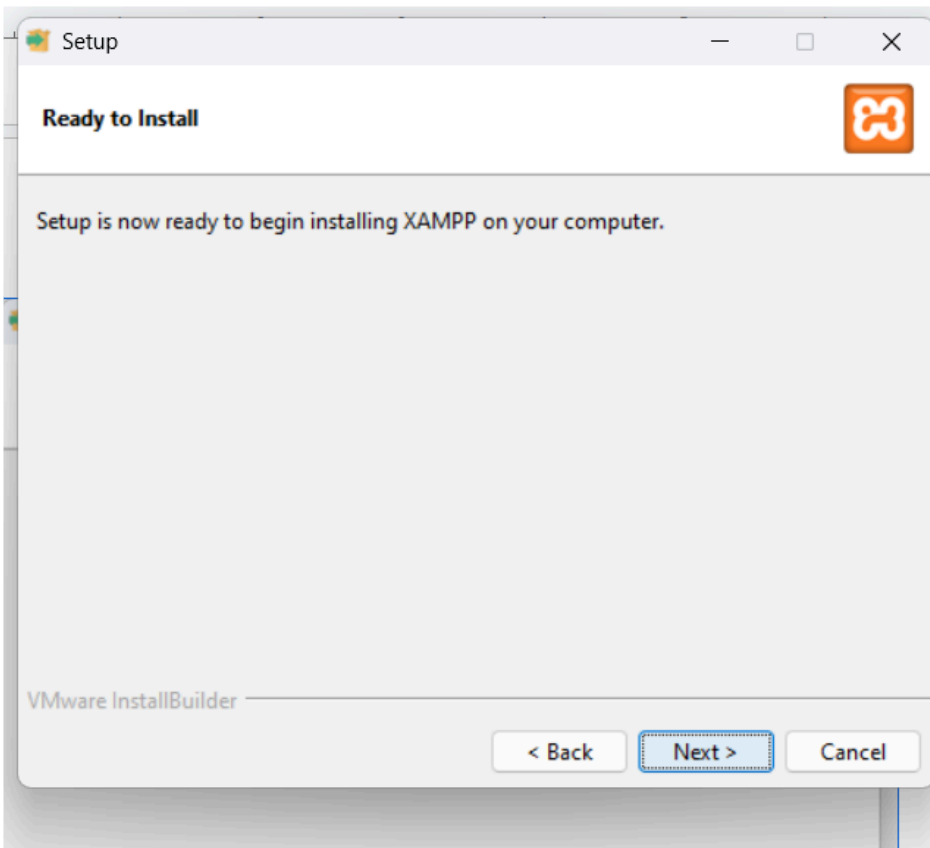 Setup
Ready to Install
Setup is now ready to begin installing XAMPP on your computer.
VMware InstallBuilder
< Back Next > Cancel